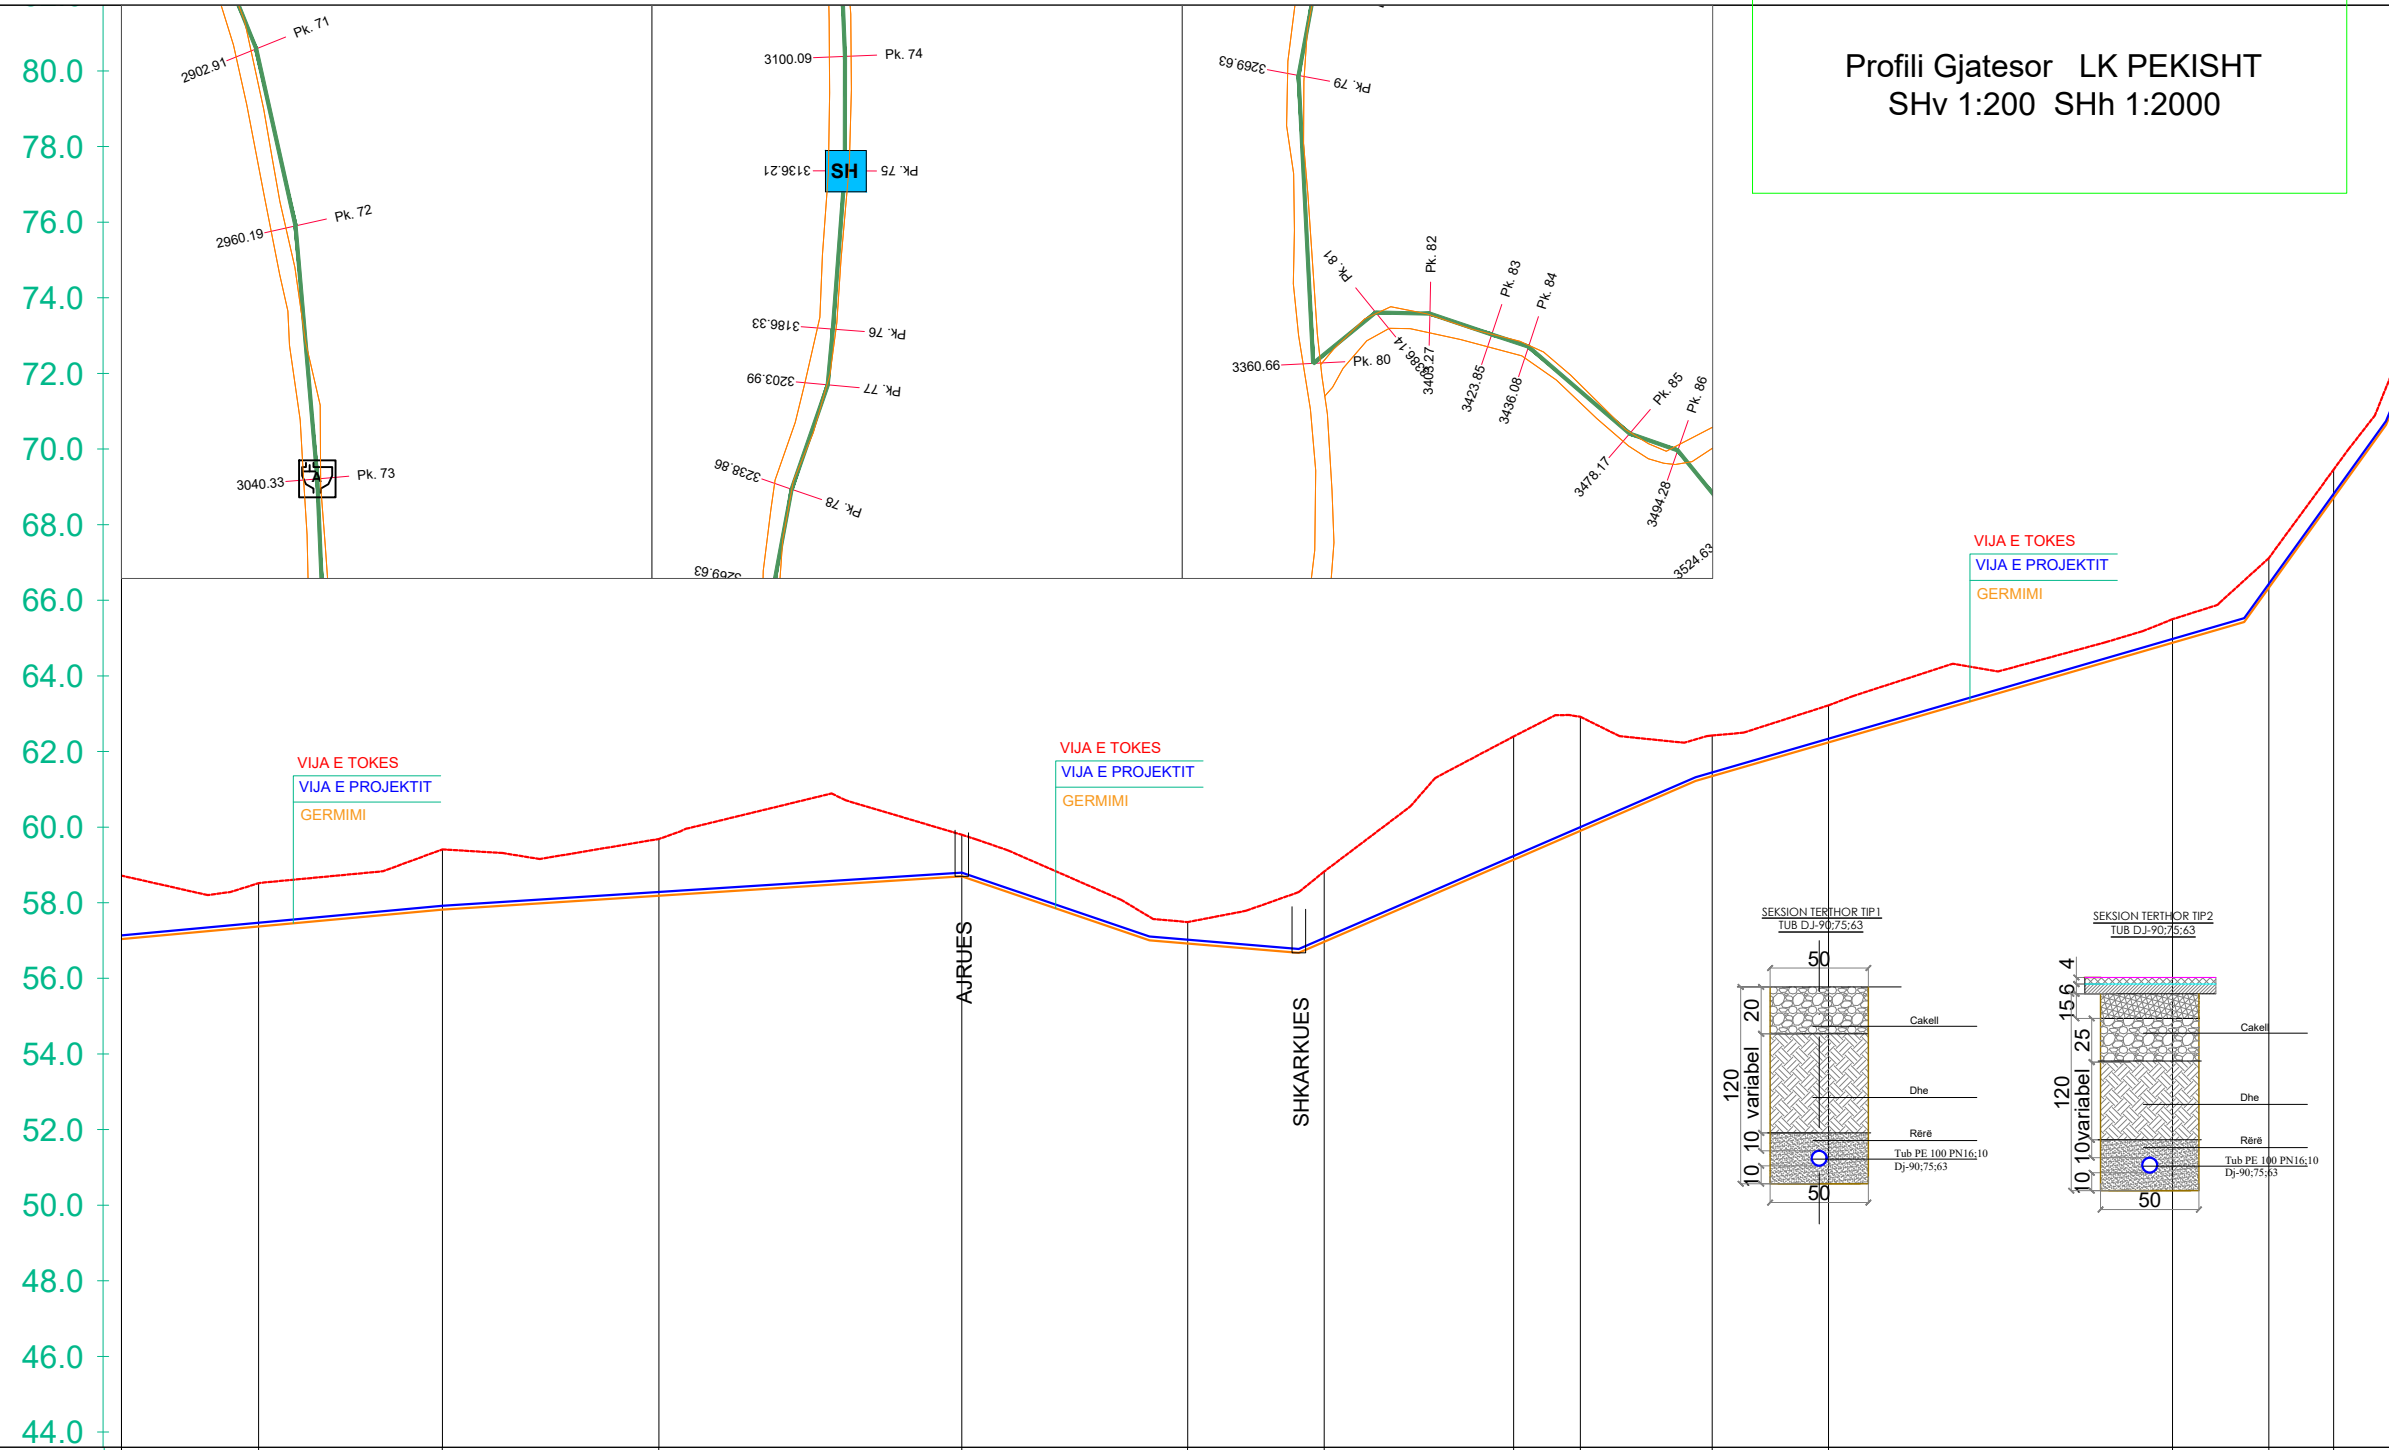 Profili Gjatesor LK PEKISHT
SHv 1:200 SHh 1:2000
80.0
78.0
76.0
74.0
72.0
70.0
68.0
66.0
64.0
62.0
60.0
58.0
56.0
54.0
52.0
50.0
48.0
46.0
44.0
2902.91
Pk. 71
2960.19
Pk. 72
3040.33
A
Pk. 73
3100.09
Pk. 74
3136.21
SH
Pk. 75
3186.33
Pk. 76
3203.99
Pk. 77
3238.86
Pk. 78
3269.63
3269.63
Pk. 79
3360.66
Pk. 80
Pk. 81
3386.14
Pk. 82
3403.27
Pk. 83
3423.85
Pk. 84
3436.08
Pk. 85
3478.17
Pk. 86
3494.28
3524.63
VIJA E TOKES
VIJA E PROJEKTIT
GERMIMI
VIJA E TOKES
VIJA E PROJEKTIT
GERMIMI
VIJA E TOKES
VIJA E PROJEKTIT
GERMIMI
AJRUES
SHKARKUES
SEKSION TERTHOR TIP1
TUB DJ-90;75;63
50
20
120
variabel
10
10
Cakell
Dhe
Rërë
Tub PE 100 PN16;10
Dj-90;75;63
50
SEKSION TERTHOR TIP2
TUB DJ-90;75;63
4
6
15
25
120
variabel
10
10
Cakell
Dhe
Rërë
Tub PE 100 PN16;10
Dj-90;75;63
50